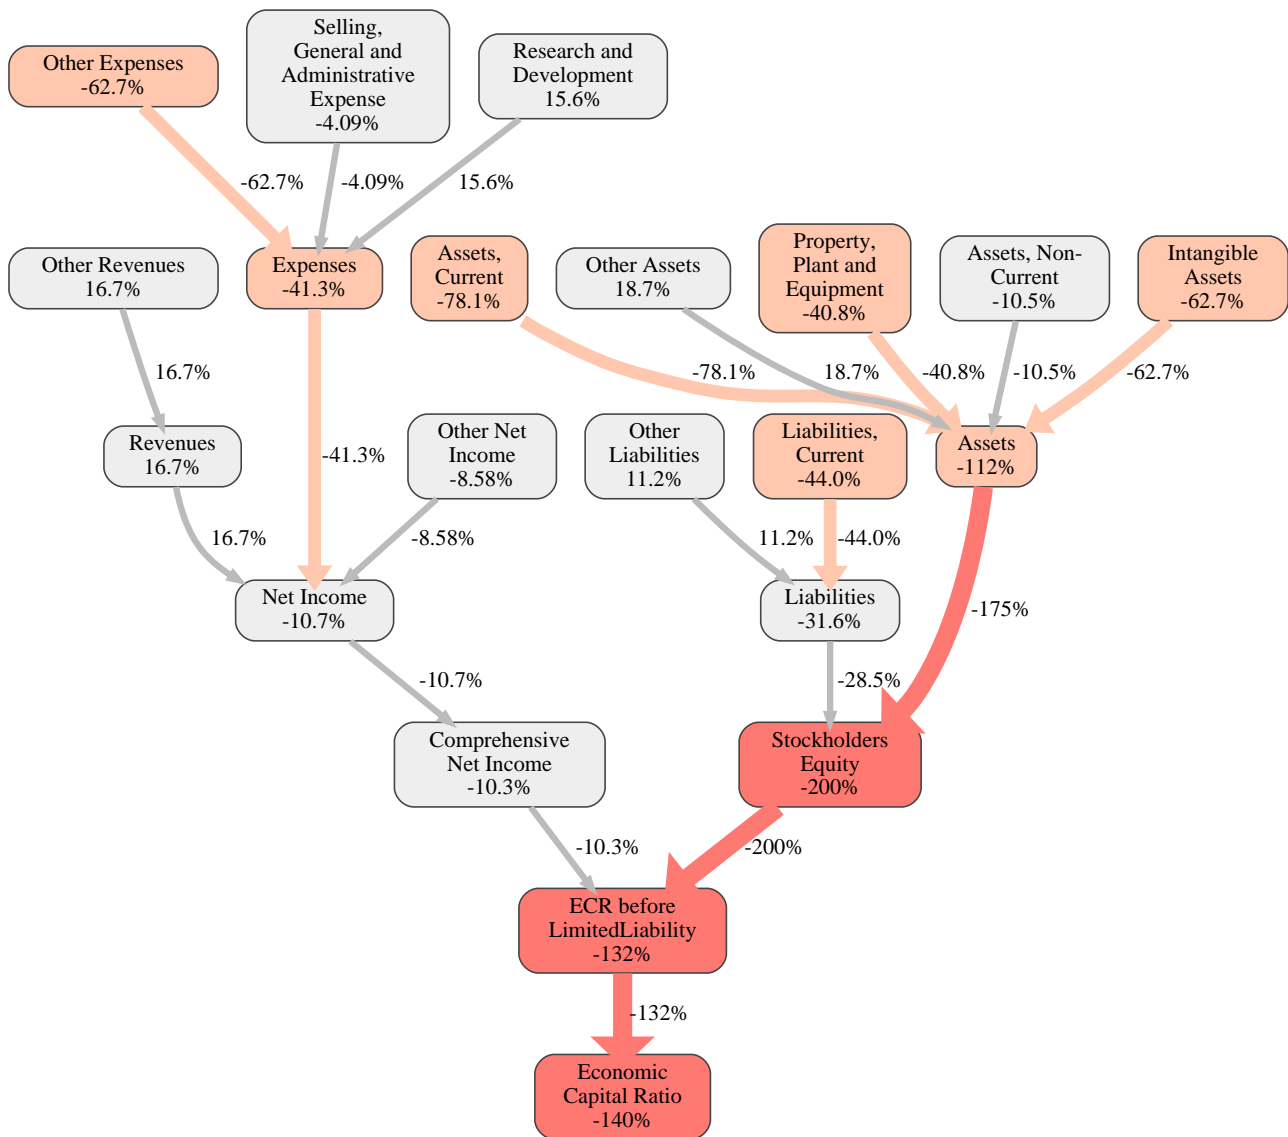 Other Expenses
-62.7%
Selling,
General and
Administrative
Expense
-4.09%
Research and
Development
15.6%
-62.7%
-4.09%
15.6%
Other Revenues
16.7%
Expenses
-41.3%
Assets,
Current
-78.1%
Other Assets
18.7%
Property,
Plant and
Equipment
-40.8%
Assets, Non-
Current
-10.5%
Intangible
Assets
-62.7%
16.7%
-78.1%
18.7%
-40.8%
-10.5%
-62.7%
Revenues
16.7%
-41.3%
Other Net
Income
-8.58%
Other
Liabilities
11.2%
Liabilities,
Current
-44.0%
Assets
-112%
16.7%
-8.58%
11.2%
-44.0%
Net Income
-10.7%
Liabilities
-31.6%
-175%
-10.7%
-28.5%
Comprehensive
Net Income
-10.3%
Stockholders
Equity
-200%
-10.3%
-200%
ECR before
LimitedLiability
-132%
-132%
Economic
Capital Ratio
-140%